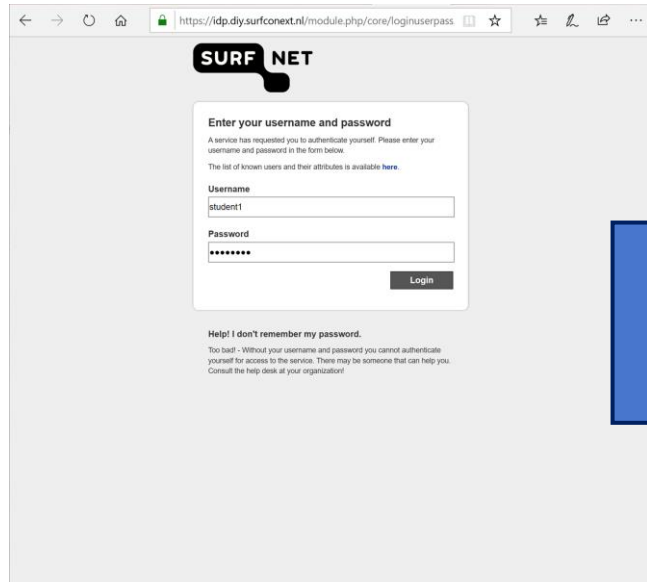 https://idp.diy.surfconext.nl/module.php/core/loginuserpass
SURF NET
Enter your username and password
A service has requested you to authenticate yourself. Please enter your
username and password in the form below.
The list of known users and their attributes is available here.
Username
student1
Password
••••••••
Login
Help! I don't remember my password.
Too bad! - Without your username and password you cannot authenticate
yourself for access to the service. There may be someone that can help you.
Consult the help desk at your organization!